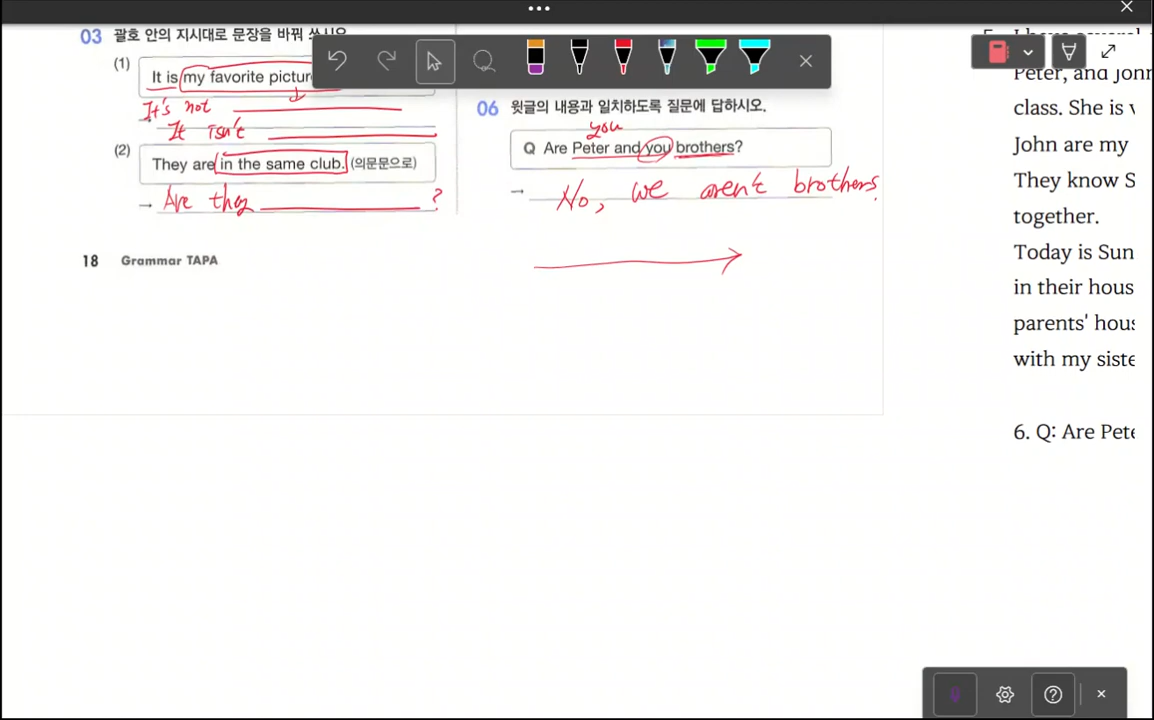 03 괄호 안의 지시대로 문장을 바꿔 쓰시오.
(1) It is my favorite pictur
It's not
It isn't
(2) They are in the same club. (의문문으로)
→ Are they ?
18 Grammar TAPA
06 윗글의 내용과 일치하도록 질문에 답하시오.
you
Q Are Peter and you brothers?
→ No, we aren't brothers.
Peter, and John
class. She is
John are my
They know S
together.
Today is Sun
in their hous
parents' hous
with my siste
6. Q: Are Pete